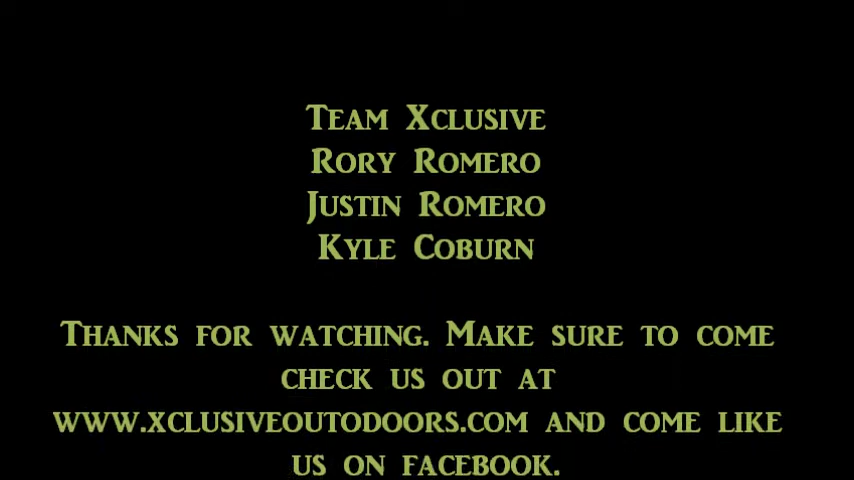 Team Xclusive
Rory Romero
Justin Romero
Kyle Coburn
Thanks for watching. Make sure to come
check us out at
www.xclusiveoutodoors.com and come like
us on facebook.